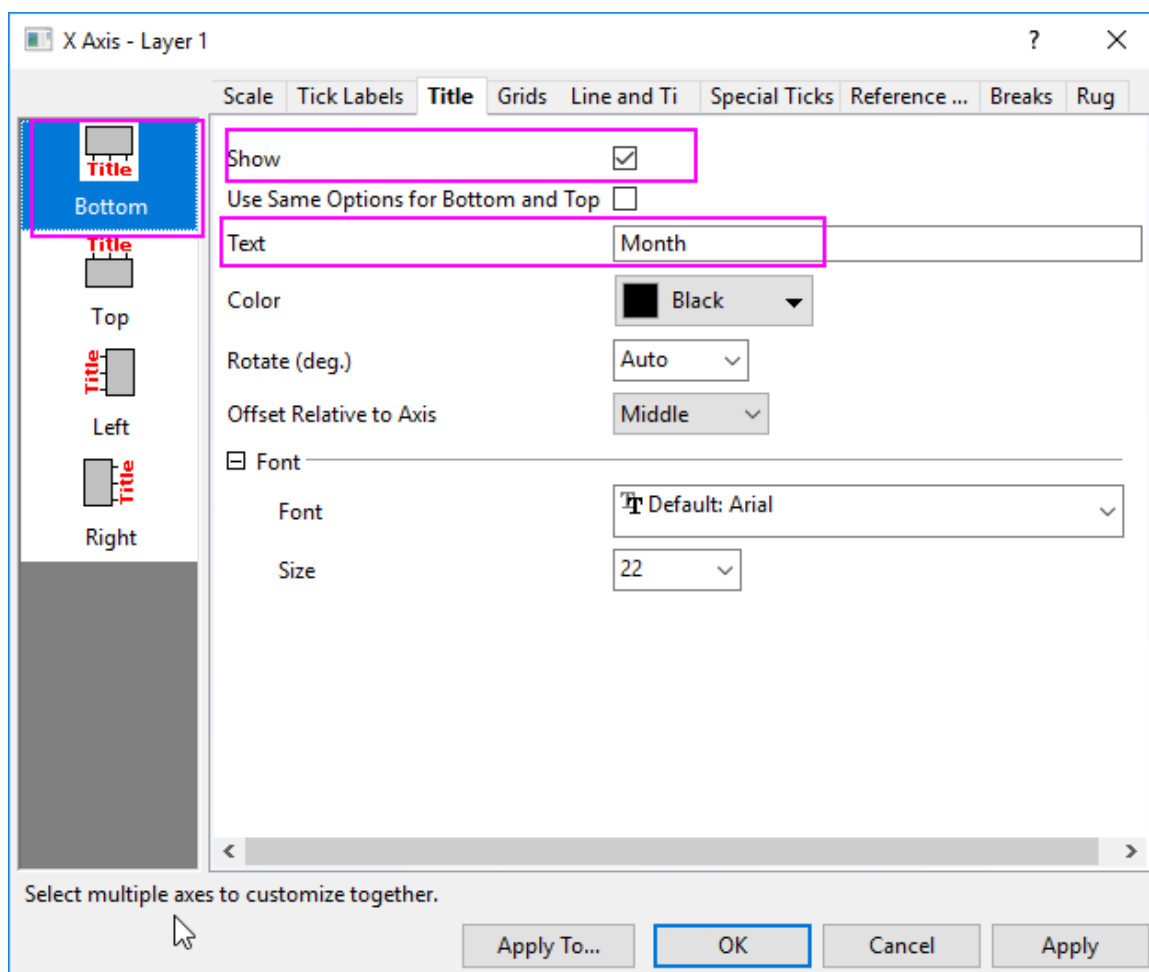 X Axis - Layer 1 ?
Scale Tick Labels Title Grids Line and Ti Special Ticks Reference ... Breaks Rug
Title
Bottom
Title
Top
Title
Left
Title
Right
Show
Use Same Options for Bottom and Top
Text Month
Color Black
Rotate (deg.) Auto
Offset Relative to Axis Middle
Font
Font Default: Arial
Size 22
Select multiple axes to customize together.
Apply To... OK Cancel Apply